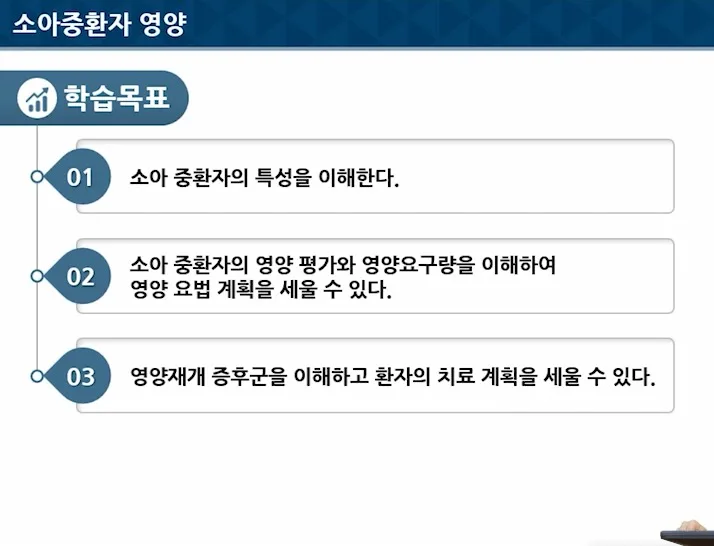 소아중환자 영양
학습목표
01
소아 중환자의 특성을 이해한다.
02
소아 중환자의 영양 평가와 영양요구량을 이해하여
영양 요법 계획을 세울 수 있다.
03
영양재개 증후군을 이해하고 환자의 치료 계획을 세울 수 있다.